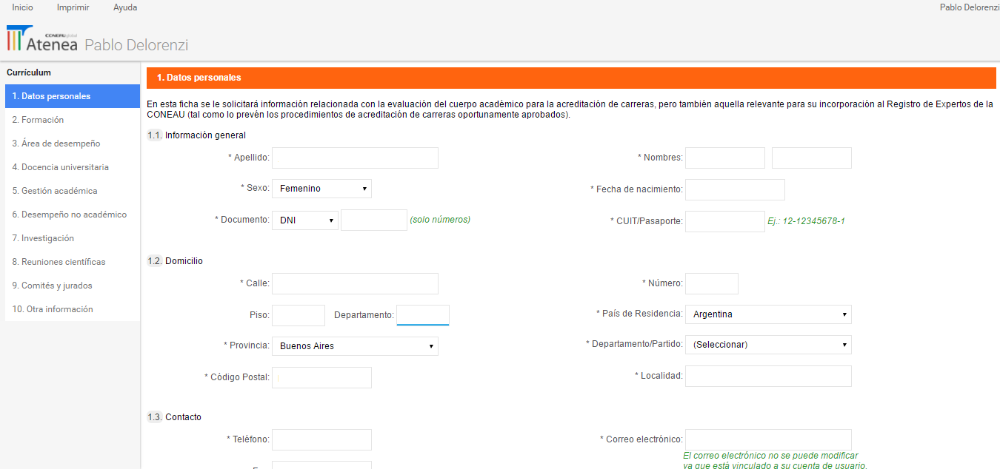 Inicio Imprimir Ayuda Pablo Delorenzi
CONEAU global
Atenea Pablo Delorenzi
Currículum
1. Datos personales
2. Formación
3. Área de desempeño
4. Docencia universitaria
5. Gestión académica
6. Desempeño no académico
7. Investigación
8. Reuniones científicas
9. Comités y jurados
10. Otra información
1. Datos personales
En esta ficha se le solicitará información relacionada con la evaluación del cuerpo académico para la acreditación de carreras, pero también aquella relevante para su incorporación al Registro de Expertos de la
CONEAU (tal como lo prevén los procedimientos de acreditación de carreras oportunamente aprobados).
1.1. Información general
* Apellido: * Nombres:
* Sexo: Femenino * Fecha de nacimiento:
* Documento: DNI (solo números) * CUIT/Pasaporte: Ej.: 12-12345678-1
1.2. Domicilio
* Calle: * Número:
Piso: Departamento: * País de Residencia: Argentina
* Provincia: Buenos Aires * Departamento/Partido: (Seleccionar)
* Código Postal: * Localidad:
1.3. Contacto
* Teléfono: * Correo electrónico:
El correo electrónico no se puede modificar
ya que está vinculado a su cuenta de usuario.